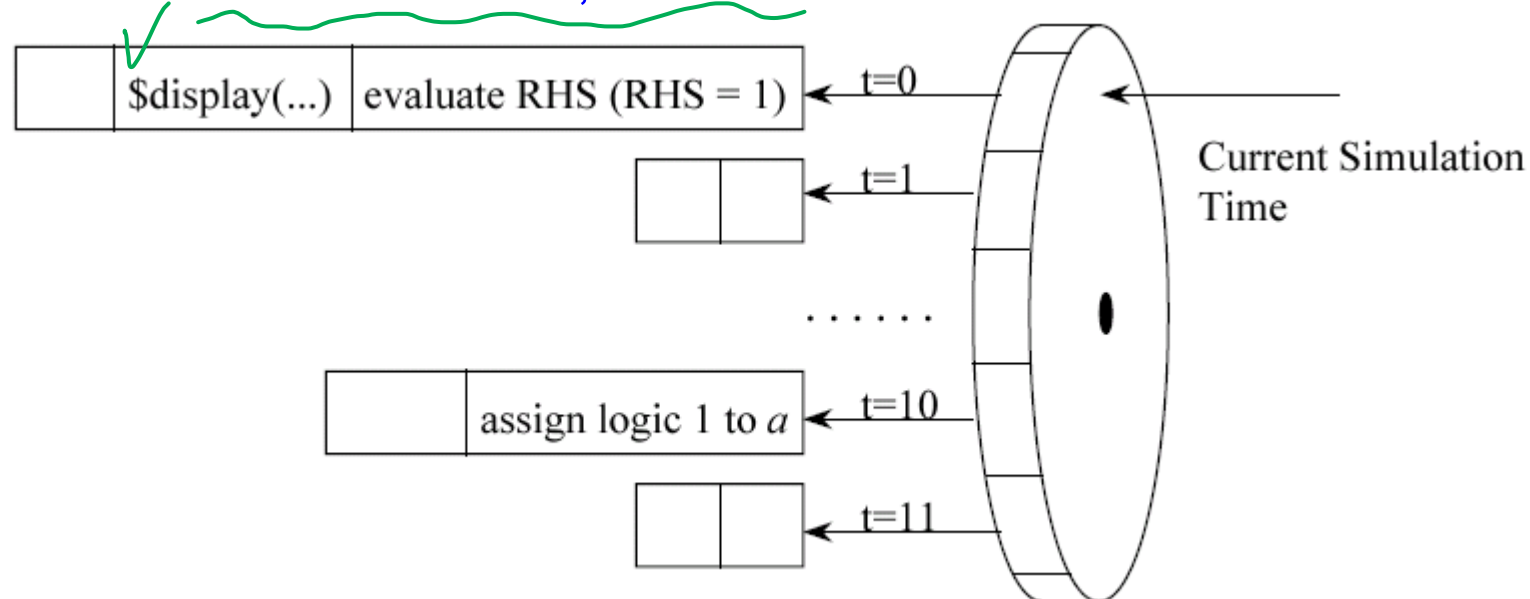 $display(...) evaluate RHS (RHS = 1) t=0
Current Simulation
Time
t=1
......
assign logic 1 to a t=10
t=11